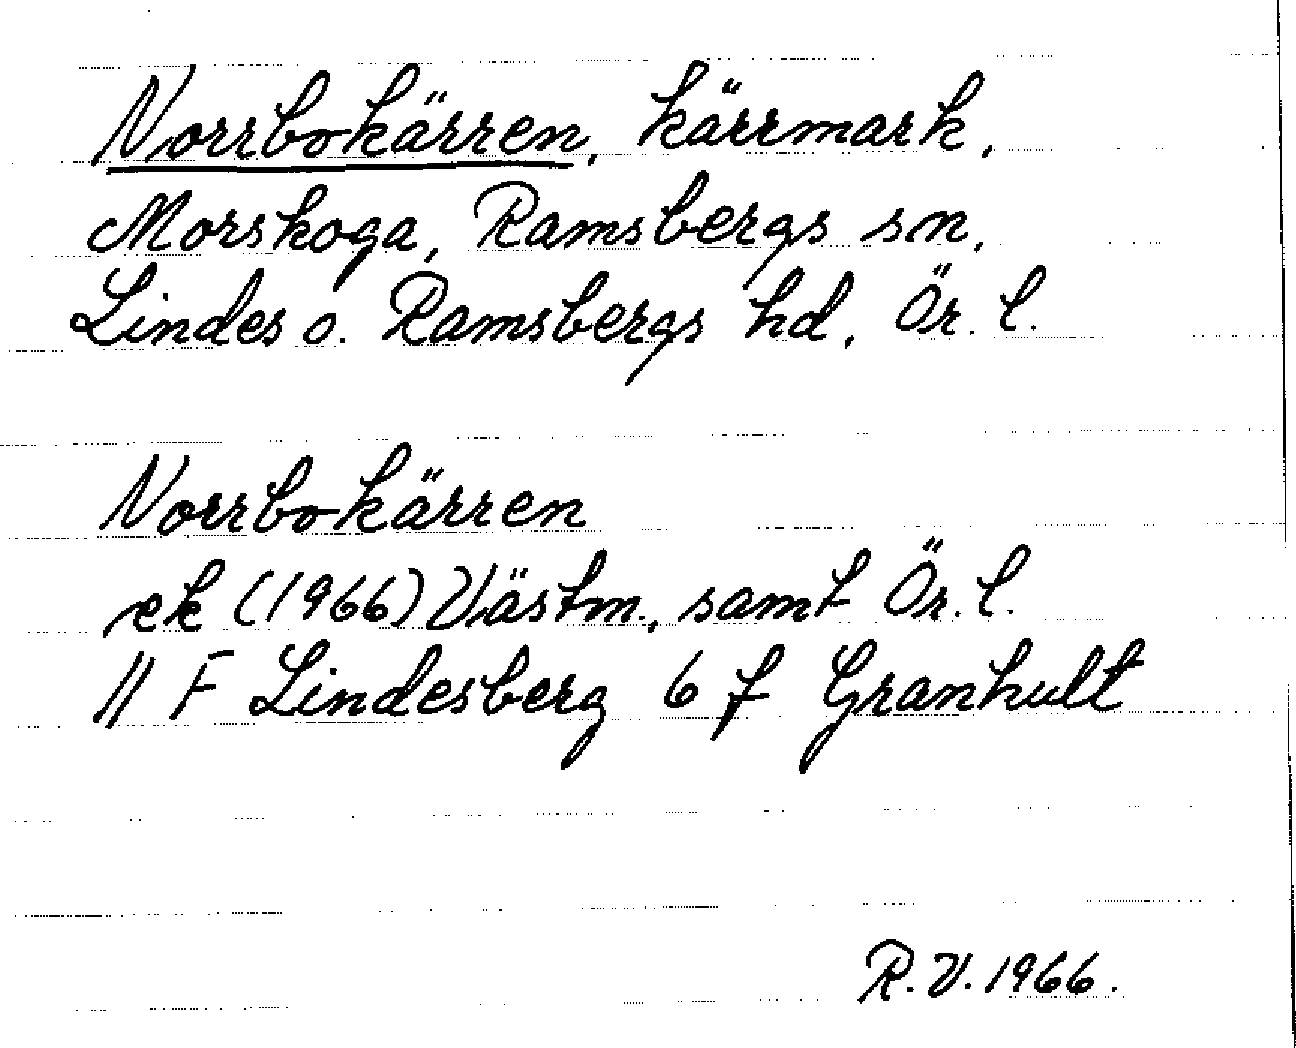 Norrbokärren, kärrmark,
Morskoga, Ramsbergs sn,
Lindes o. Ramsbergs hd, Ör. l.
Norrbokärren
ek (1966) Västm., samt Ör. l.
11 F Lindesberg 6 f Granhult
R. V. 1966.